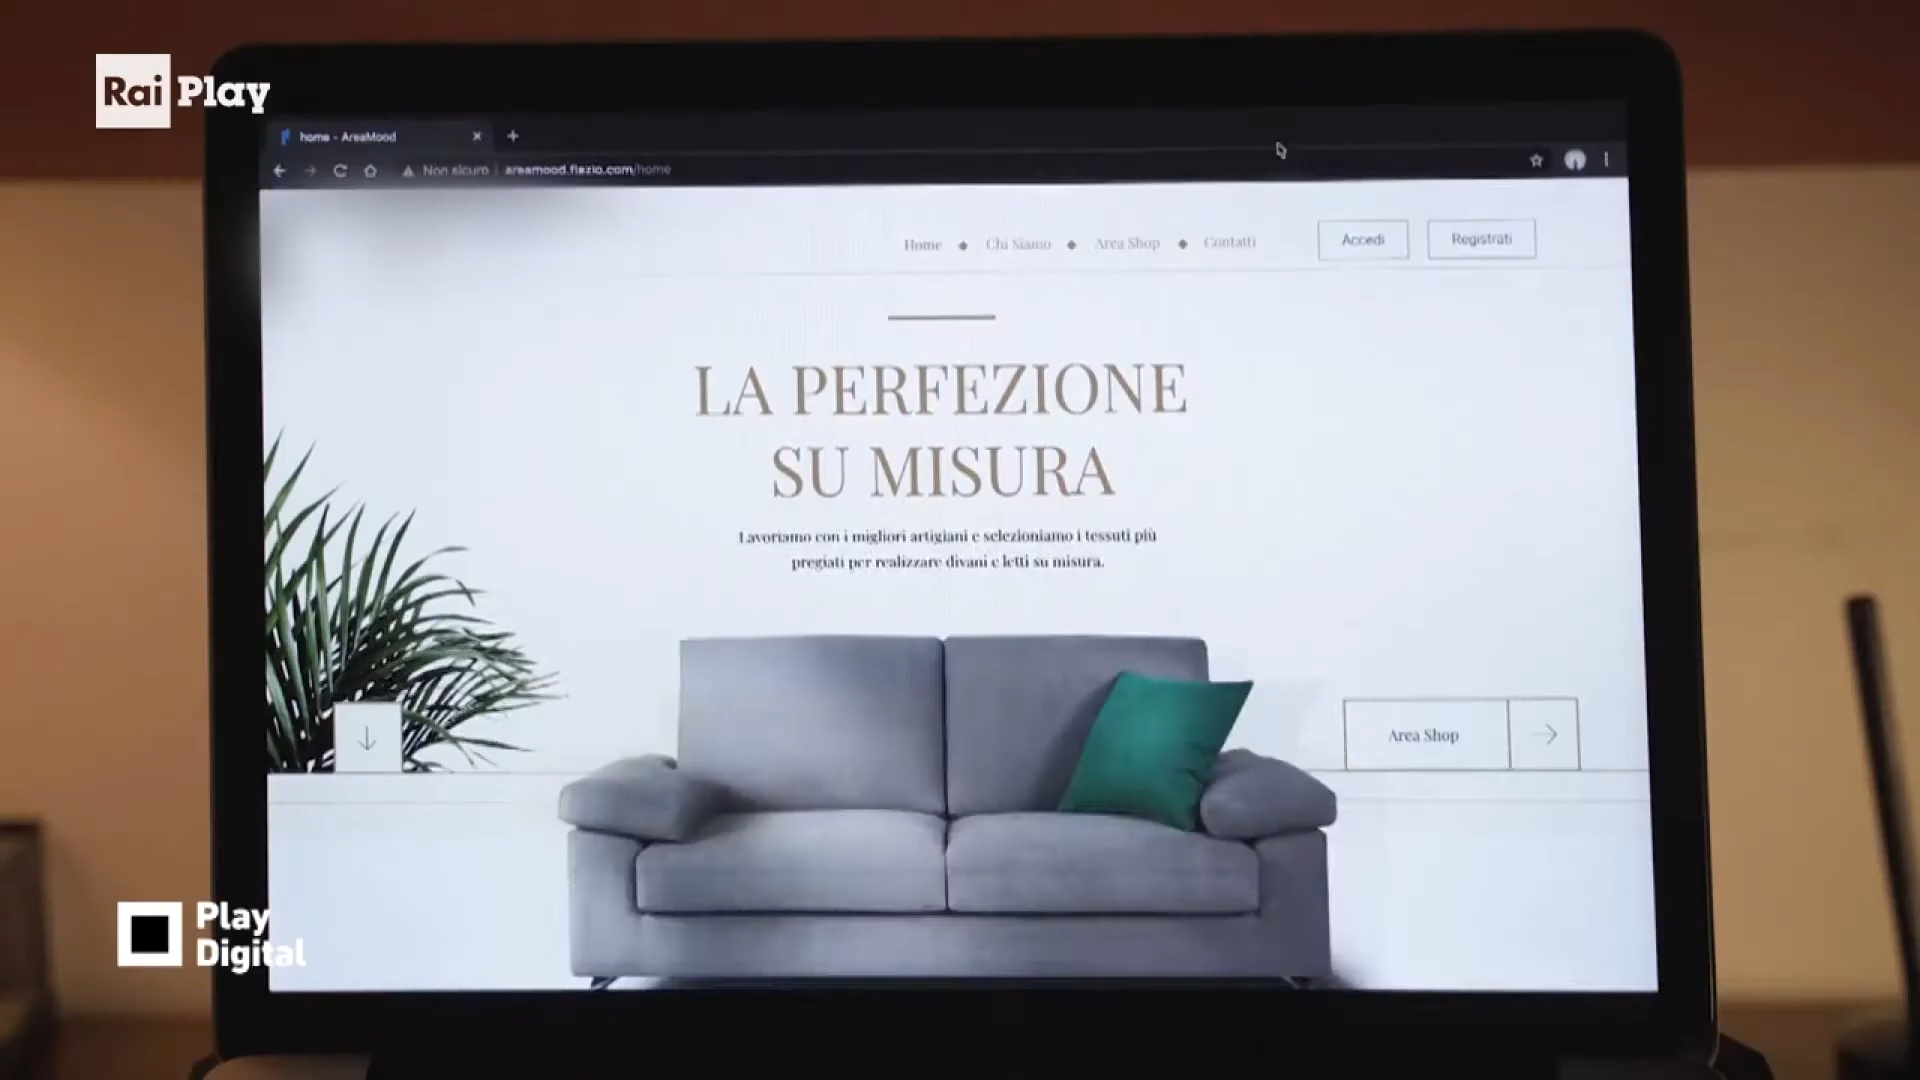 Rai Play
home - AreaMood
Non sicuro | areamood.flazio.com/home
Home ◆ Chi Siamo ◆ Area Shop ◆ Contatti
Accedi
Registrati
LA PERFEZIONE
SU MISURA
Lavoriamo con i migliori artigiani e selezioniamo i tessuti più
pregiati per realizzare divani e letti su misura.
Area Shop
Play
Digital